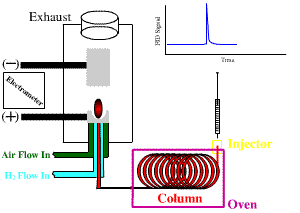 Exhaust
FID Signal
Time
(−)
Electrometer
(+)
Injector
Air Flow In
H₂ Flow In
Column
Oven